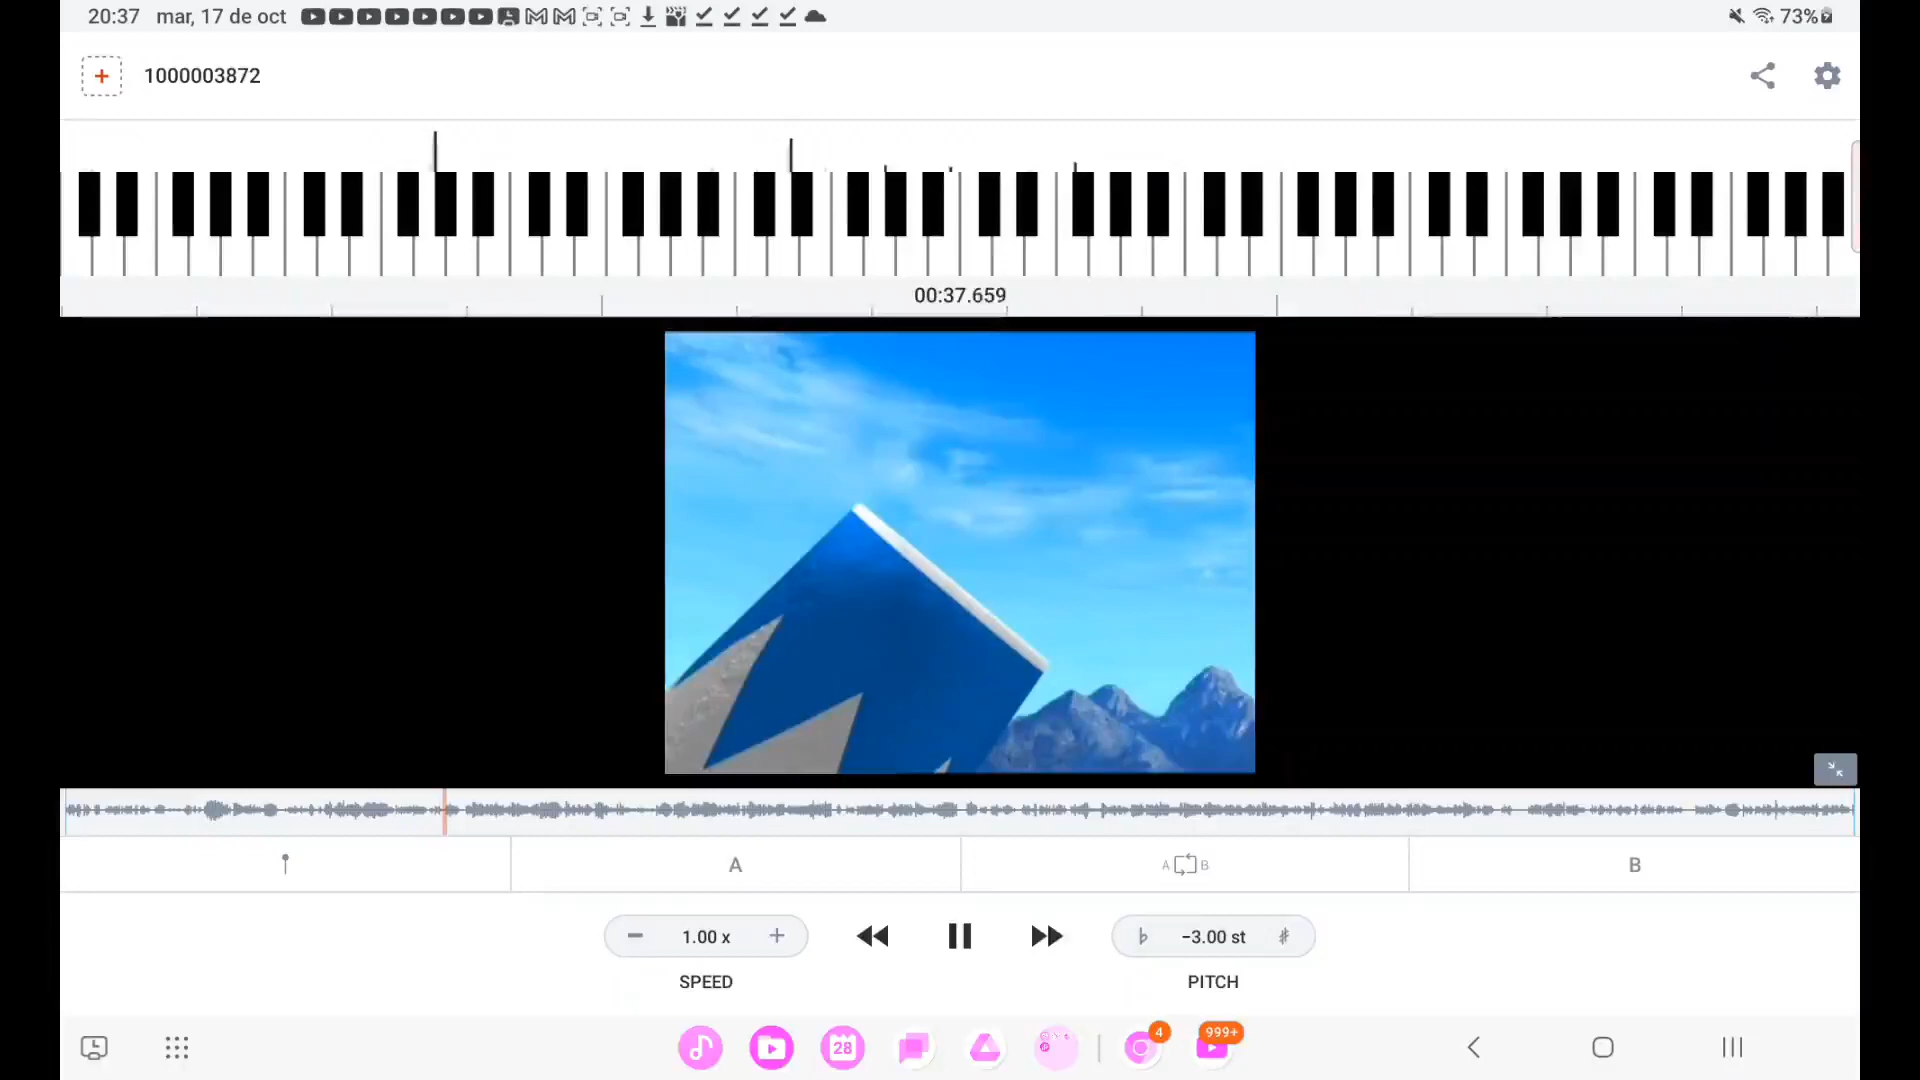 20:37 mar, 17 de oct 73%
1000003872
00:37.659
A A B B
1.00 x -3.00 st
SPEED PITCH
28 4 999+